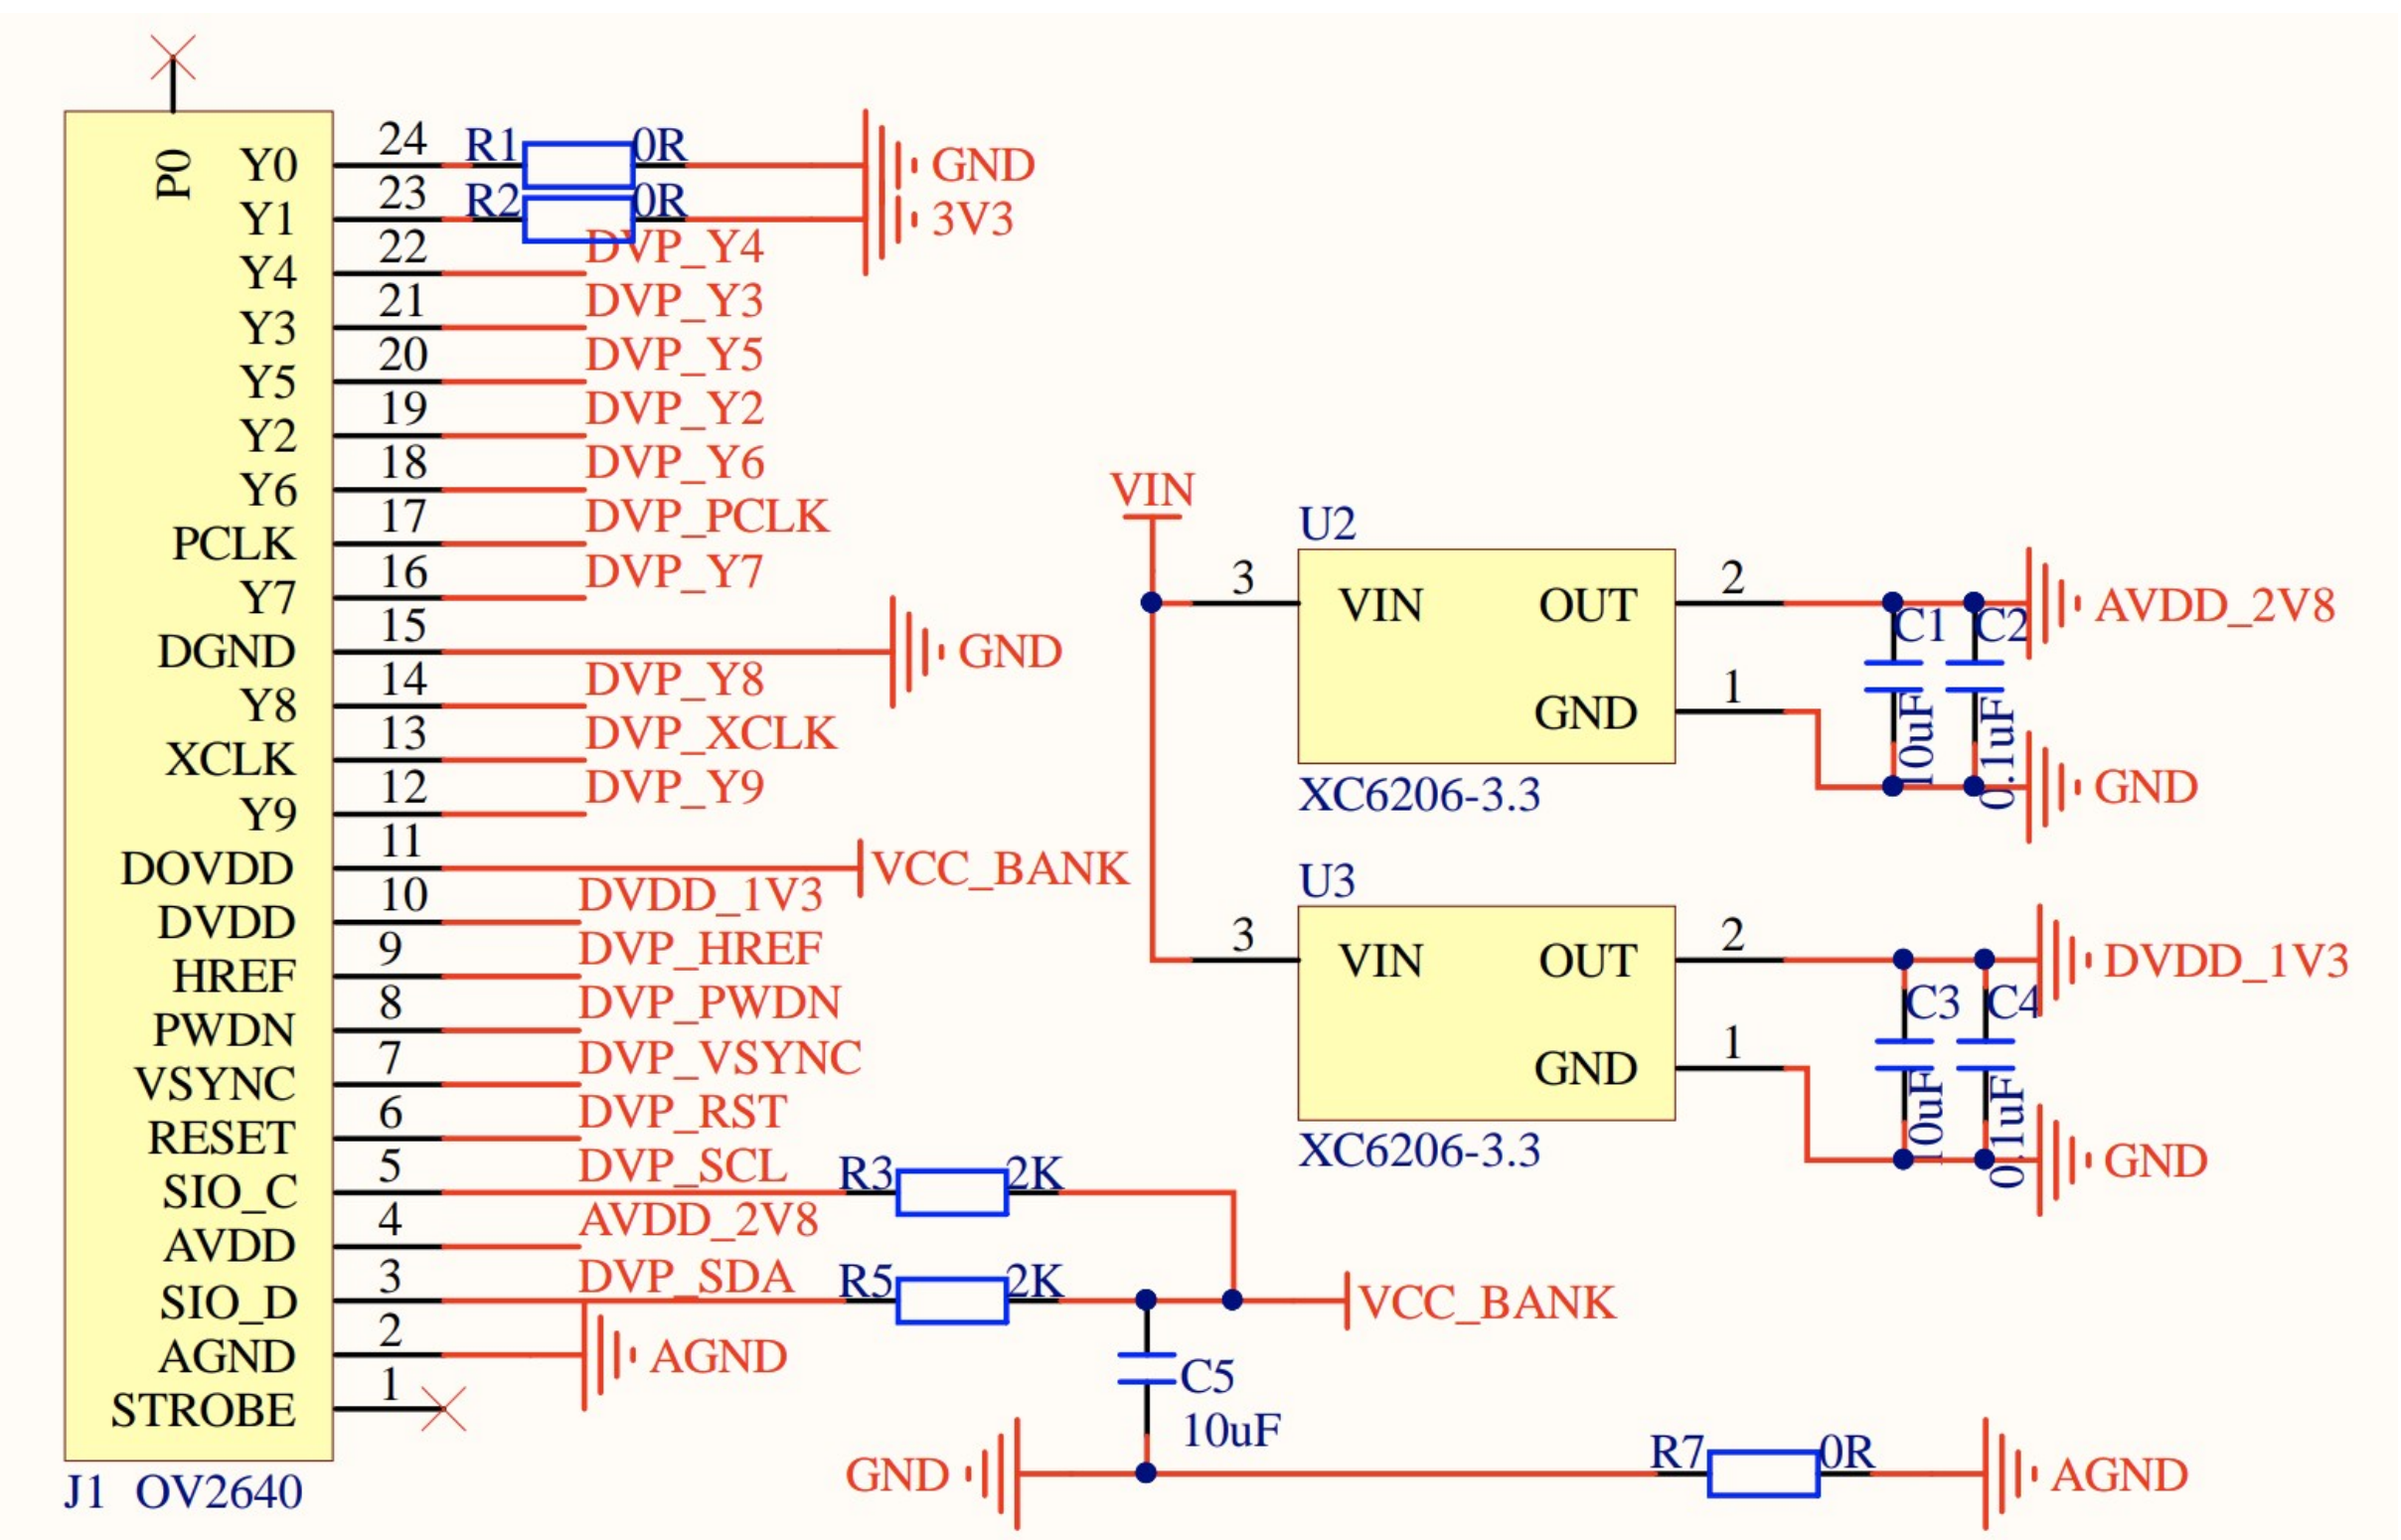 P0
Y0 24 R1 0R GND
Y1 23 R2 0R 3V3
Y4 22 DVP_Y4
Y3 21 DVP_Y3
Y5 20 DVP_Y5
Y2 19 DVP_Y2
Y6 18 DVP_Y6
PCLK 17 DVP_PCLK
Y7 16 DVP_Y7
DGND 15 GND
Y8 14 DVP_Y8
XCLK 13 DVP_XCLK
Y9 12 DVP_Y9
DOVDD 11 VCC_BANK
DVDD 10 DVDD_1V3
HREF 9 DVP_HREF
PWDN 8 DVP_PWDN
VSYNC 7 DVP_VSYNC
RESET 6 DVP_RST
SIO_C 5 DVP_SCL R3 2K
AVDD 4 AVDD_2V8
SIO_D 3 DVP_SDA R5 2K VCC_BANK
AGND 2 AGND
STROBE 1
J1 OV2640
C5
10uF
GND R7 0R AGND
VIN
U2
3 VIN OUT 2 AVDD_2V8
C1 C2
10uF 0.1uF
GND 1 GND
XC6206-3.3
U3
3 VIN OUT 2 DVDD_1V3
C3 C4
10uF 0.1uF
GND 1 GND
XC6206-3.3